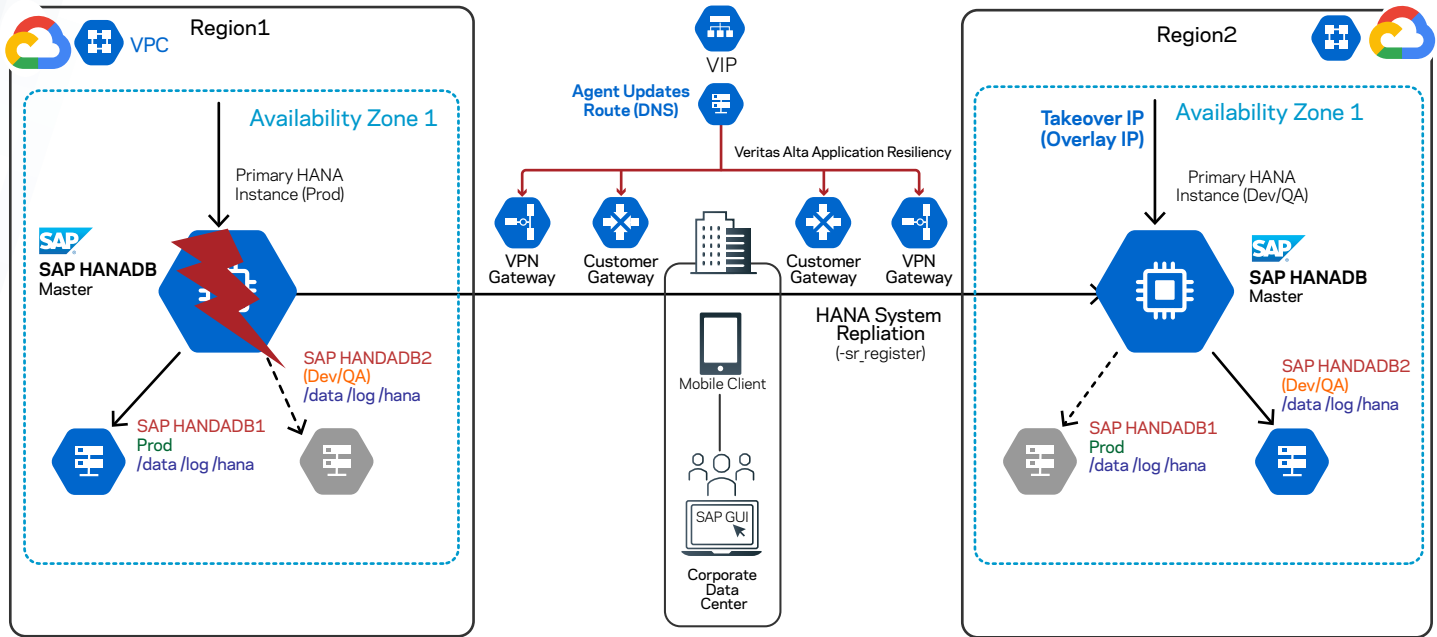 Region1
VPC
Availability Zone 1
Primary HANA
Instance (Prod)
SAP
SAP HANADB
Master
SAP HANDADB2
(Dev/QA)
/data /log /hana
SAP HANDADB1
Prod
/data /log /hana
VIP
Agent Updates
Route (DNS)
Veritas Alta Application Resiliency
VPN
Gateway
Customer
Gateway
Customer
Gateway
VPN
Gateway
HANA System
Repliation
(-sr_register)
Mobile Client
SAP GUI
Corporate
Data
Center
Region2
Takeover IP
(Overlay IP)
Availability Zone 1
Primary HANA
Instance (Dev/QA)
SAP
SAP HANADB
Master
SAP HANDADB2
(Dev/QA)
/data /log /hana
SAP HANDADB1
Prod
/data /log /hana